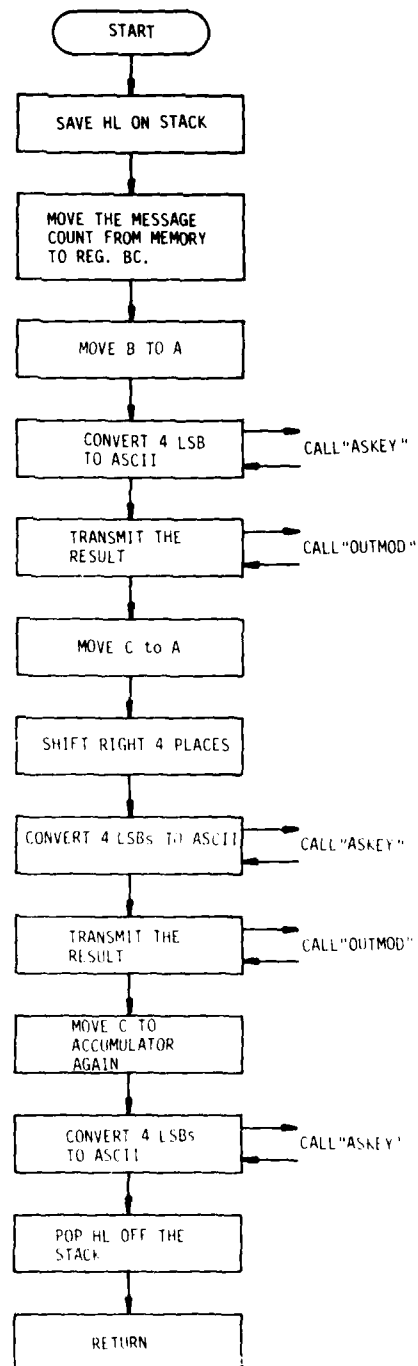 START
SAVE HL ON STACK
MOVE THE MESSAGE
COUNT FROM MEMORY
TO REG. BC.
MOVE B TO A
CONVERT 4 LSB
TO ASCII
CALL"ASKEY"
TRANSMIT THE
RESULT
CALL"OUTMOD"
MOVE C to A
SHIFT RIGHT 4 PLACES
CONVERT 4 LSBs TO ASCII
CALL"ASKEY"
TRANSMIT THE
RESULT
CALL"OUTMOD"
MOVE C TO
ACCUMULATOR
AGAIN
CONVERT 4 LSBs
TO ASCII
CALL"ASKEY'
POP HL OFF THE
STACK
RETURN